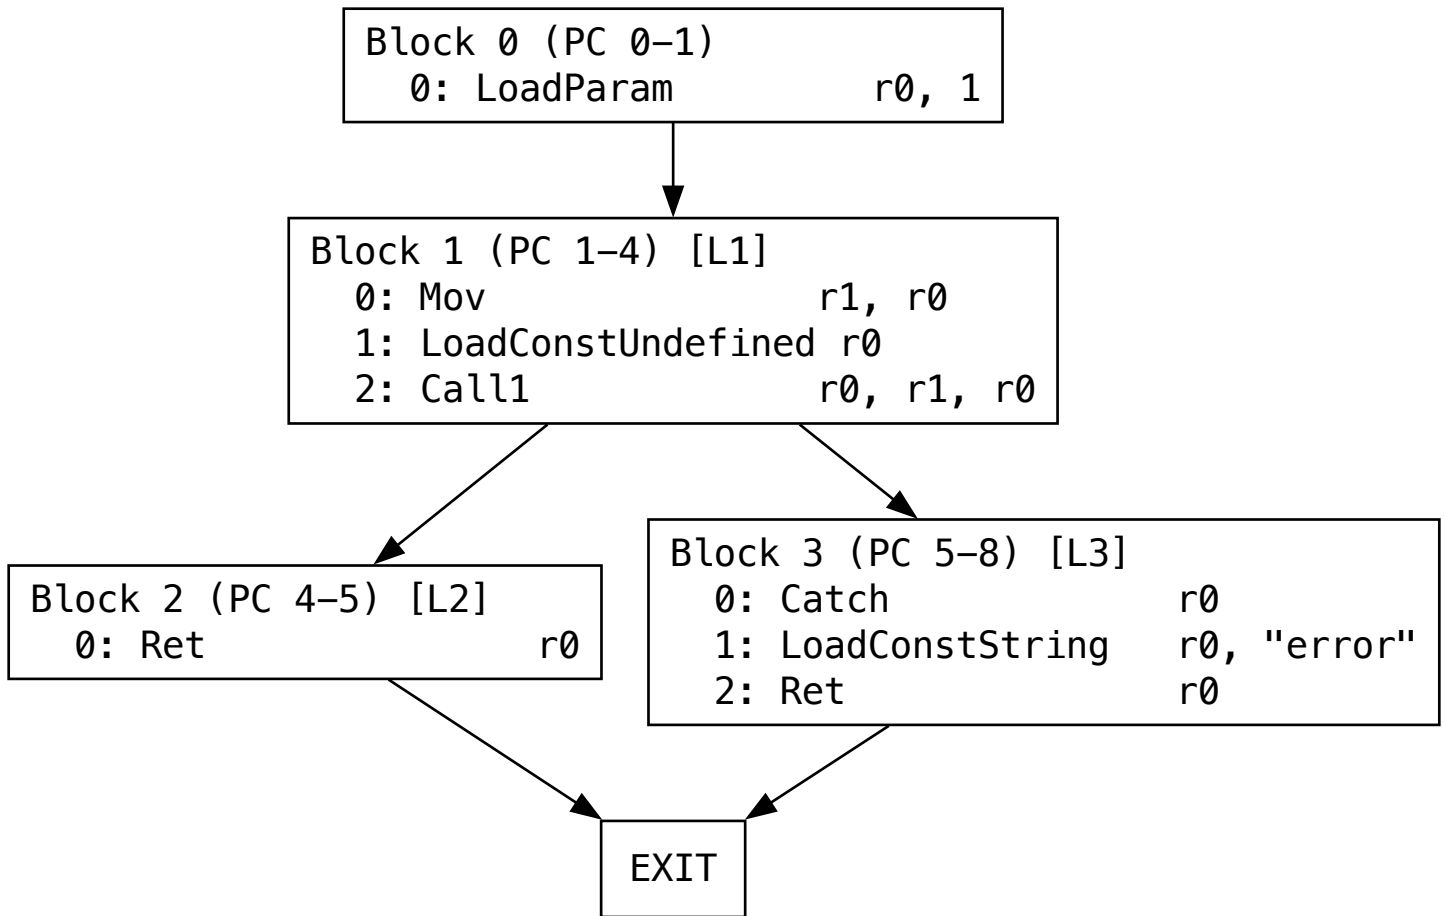 Block 0 (PC 0–1)
0: LoadParam r0, 1
Block 1 (PC 1–4) [L1]
0: Mov r1, r0
1: LoadConstUndefined r0
2: Call1 r0, r1, r0
Block 2 (PC 4–5) [L2]
0: Ret r0
Block 3 (PC 5–8) [L3]
0: Catch r0
1: LoadConstString r0, "error"
2: Ret r0
EXIT